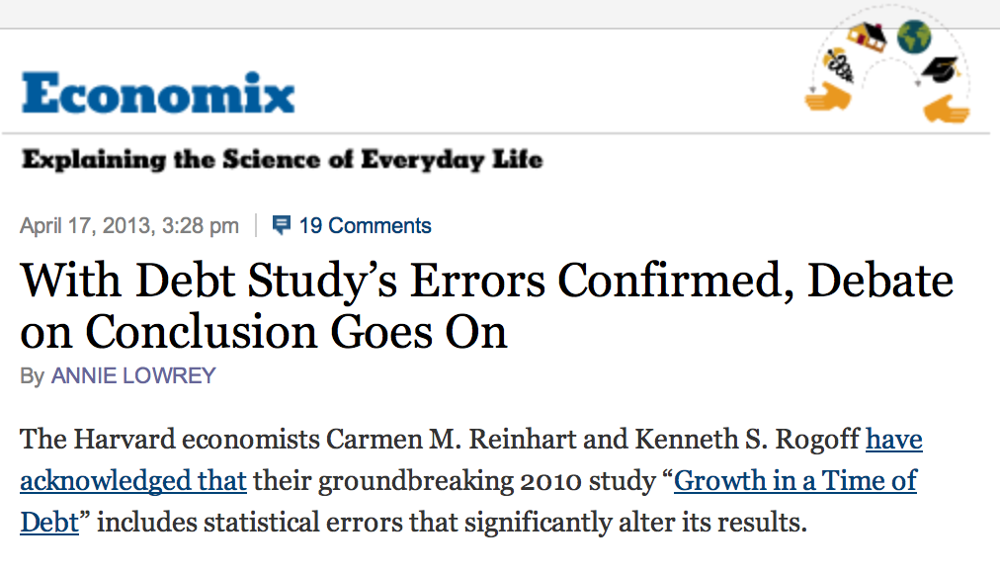 Economix
Explaining the Science of Everyday Life
April 17, 2013, 3:28 pm | 19 Comments
With Debt Study’s Errors Confirmed, Debate
on Conclusion Goes On
By ANNIE LOWREY
The Harvard economists Carmen M. Reinhart and Kenneth S. Rogoff have
acknowledged that their groundbreaking 2010 study “Growth in a Time of
Debt” includes statistical errors that significantly alter its results.